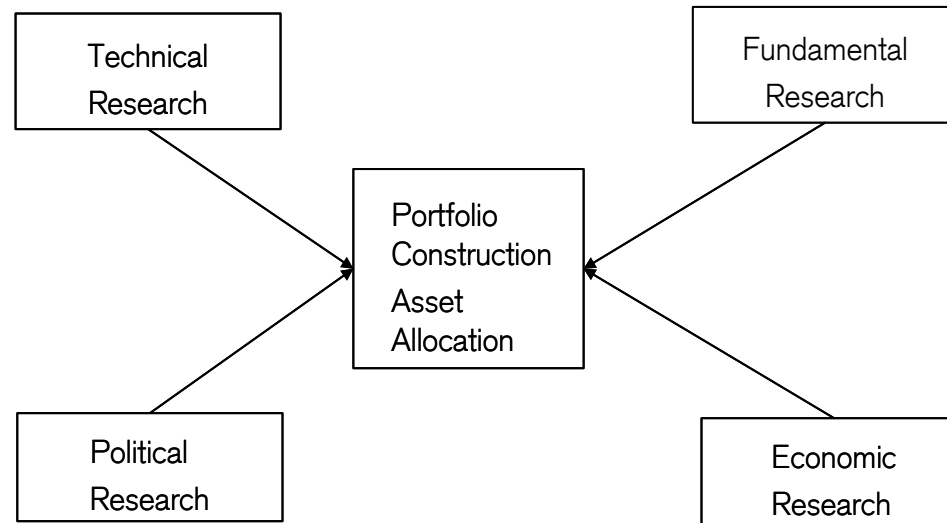 Technical
Research
Fundamental
Research
Portfolio
Construction
Asset
Allocation
Political
Research
Economic
Research